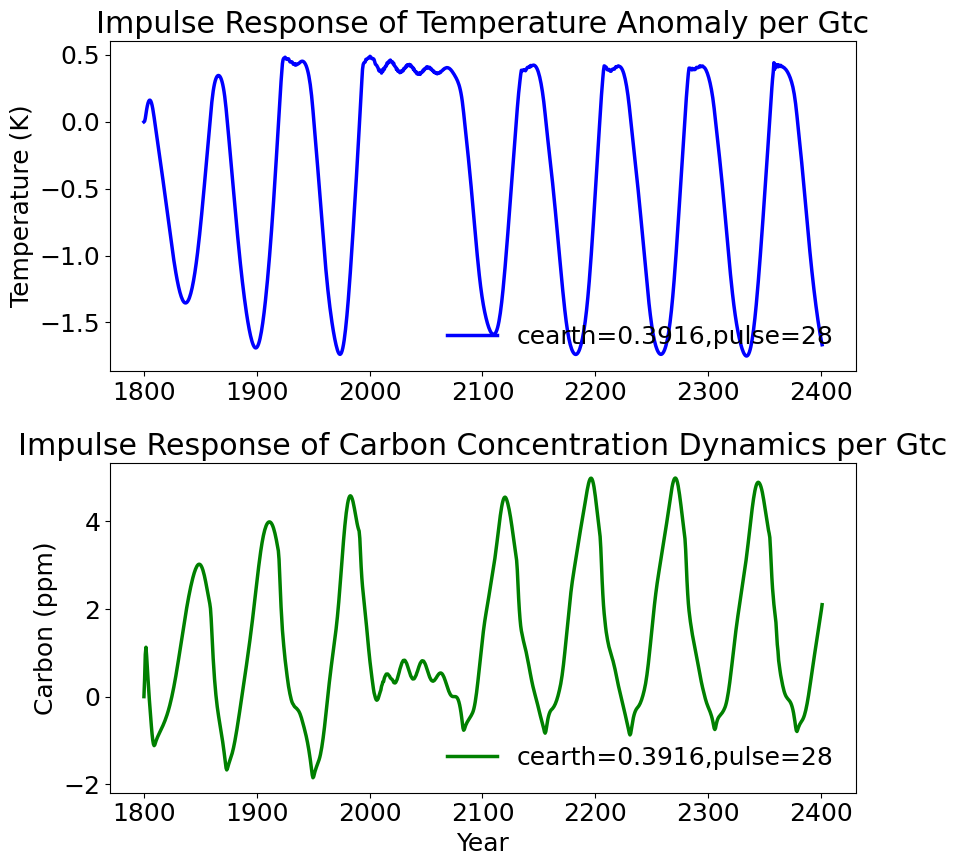 Impulse Response of Temperature Anomaly per Gtc
Temperature (K)
0.5
0.0
−0.5
−1.0
−1.5
cearth=0.3916,pulse=28
1800 1900 2000 2100 2200 2300 2400
Impulse Response of Carbon Concentration Dynamics per Gtc
Carbon (ppm)
4
2
0
−2
cearth=0.3916,pulse=28
1800 1900 2000 2100 2200 2300 2400
Year